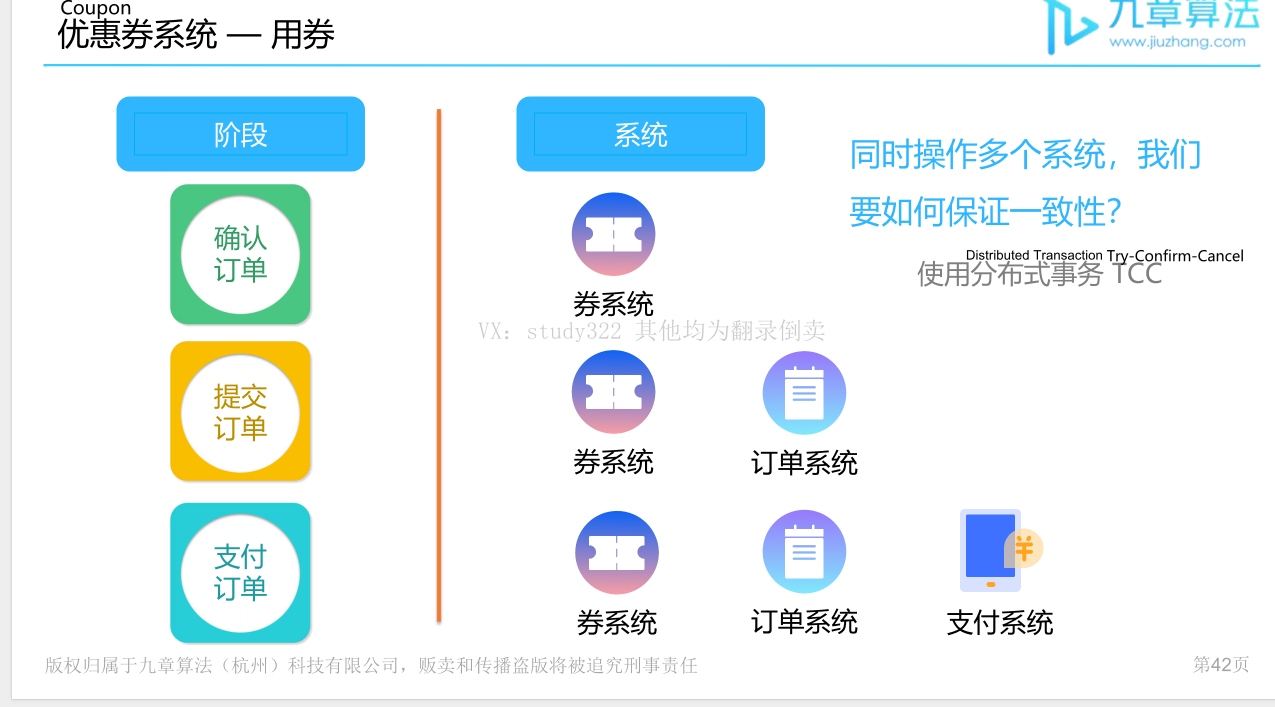 Coupon
优惠券系统 — 用券
九章算法
www.jiuzhang.com
阶段
系统
同时操作多个系统，我们
要如何保证一致性？
Distributed Transaction Try-Confirm-Cancel
使用分布式事务 TCC
确认
订单
券系统
VX：study322 其他均为翻录倒卖
提交
订单
券系统
订单系统
支付
订单
¥
券系统
订单系统
支付系统
版权归属于九章算法（杭州）科技有限公司，贩卖和传播盗版将被追究刑事责任
第42页